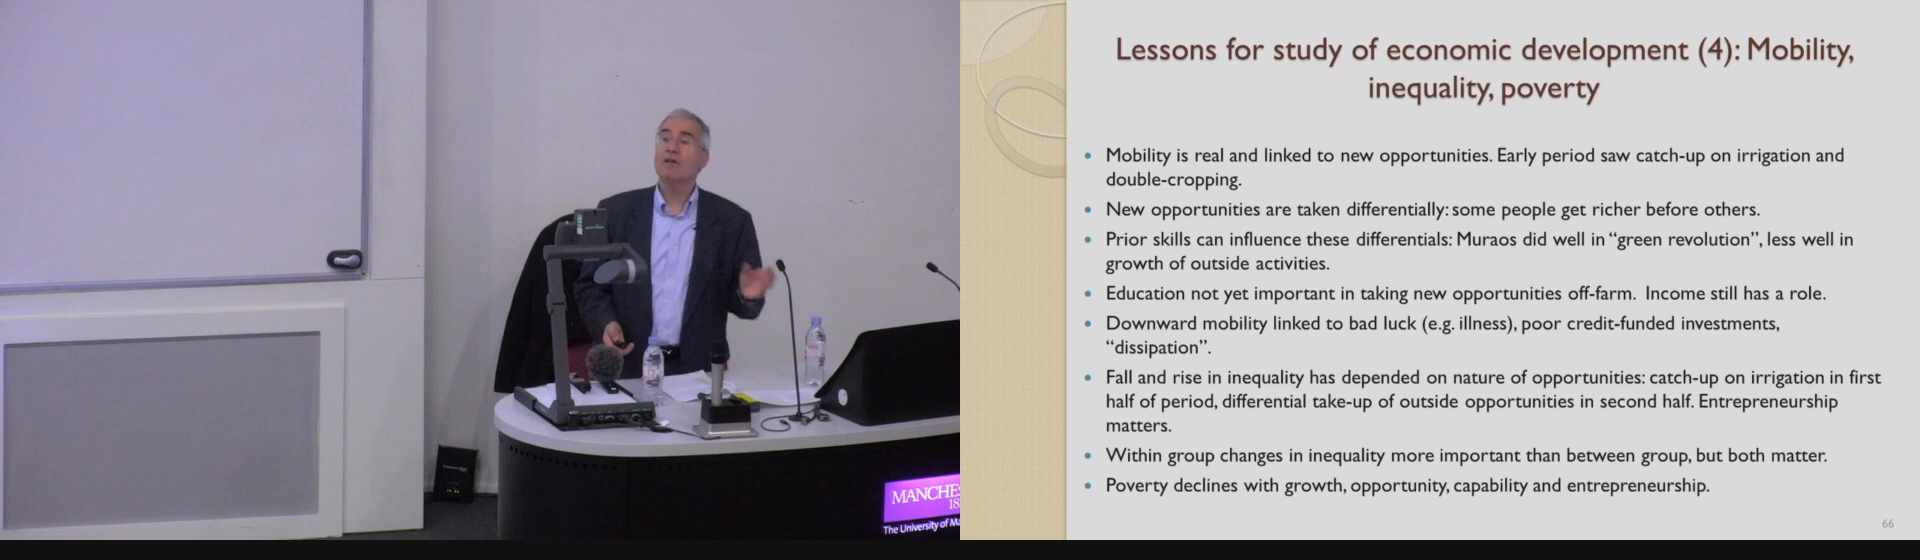 MANCHE
18
The University of Ma
Lessons for study of economic development (4): Mobility,
inequality, poverty
• Mobility is real and linked to new opportunities. Early period saw catch-up on irrigation and
double-cropping.
• New opportunities are taken differentially: some people get richer before others.
• Prior skills can influence these differentials: Muraos did well in “green revolution”, less well in
growth of outside activities.
• Education not yet important in taking new opportunities off-farm. Income still has a role.
• Downward mobility linked to bad luck (e.g. illness), poor credit-funded investments,
“dissipation”.
• Fall and rise in inequality has depended on nature of opportunities: catch-up on irrigation in first
half of period, differential take-up of outside opportunities in second half. Entrepreneurship
matters.
• Within group changes in inequality more important than between group, but both matter.
• Poverty declines with growth, opportunity, capability and entrepreneurship.
66